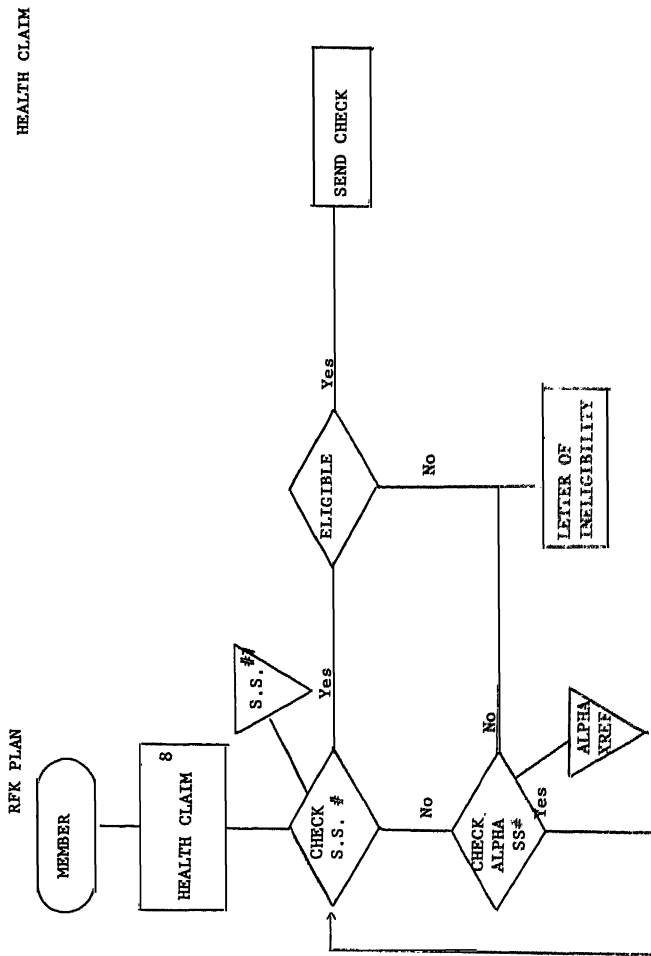 HEALTH CLAIM
RFK PLAN
MEMBER
8
HEALTH CLAIM
S.S. #
CHECK
S.S. #
Yes
ELIGIBLE
Yes
SEND CHECK
No
No
CHECK.
ALPHA
SS#
No
Yes
ALPHA
XREF
LETTER OF
INELIGIBILITY